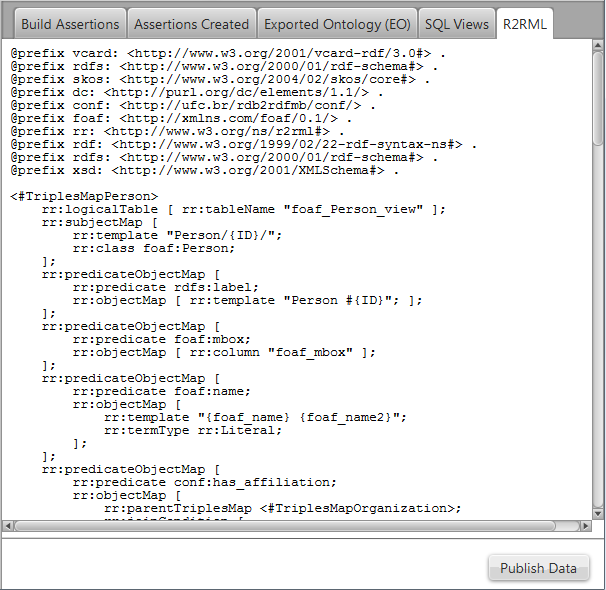 Build Assertions Assertions Created Exported Ontology (EO) SQL Views R2RML
@prefix vcard: <http://www.w3.org/2001/vcard-rdf/3.0#> .
@prefix rdfs: <http://www.w3.org/2000/01/rdf-schema#> .
@prefix skos: <http://www.w3.org/2004/02/skos/core#> .
@prefix dc: <http://purl.org/dc/elements/1.1/> .
@prefix conf: <http://ufc.br/rdb2rdfmb/conf/> .
@prefix foaf: <http://xmlns.com/foaf/0.1/> .
@prefix rr: <http://www.w3.org/ns/r2rml#> .
@prefix rdf: <http://www.w3.org/1999/02/22-rdf-syntax-ns#> .
@prefix rdfs: <http://www.w3.org/2000/01/rdf-schema#> .
@prefix xsd: <http://www.w3.org/2001/XMLSchema#> .
<#TriplesMapPerson>
    rr:logicalTable [ rr:tableName "foaf_Person_view" ];
    rr:subjectMap [
        rr:template "Person/{ID}/";
        rr:class foaf:Person;
    ];
    rr:predicateObjectMap [
        rr:predicate rdfs:label;
        rr:objectMap [ rr:template "Person #{ID}"; ];
    ];
    rr:predicateObjectMap [
        rr:predicate foaf:mbox;
        rr:objectMap [ rr:column "foaf_mbox" ];
    ];
    rr:predicateObjectMap [
        rr:predicate foaf:name;
        rr:objectMap [
            rr:template "{foaf_name} {foaf_name2}";
            rr:termType rr:Literal;
        ];
    ];
    rr:predicateObjectMap [
        rr:predicate conf:has_affiliation;
        rr:objectMap [
            rr:parentTriplesMap <#TriplesMapOrganization>;
            rr:joinCondition [
Publish Data